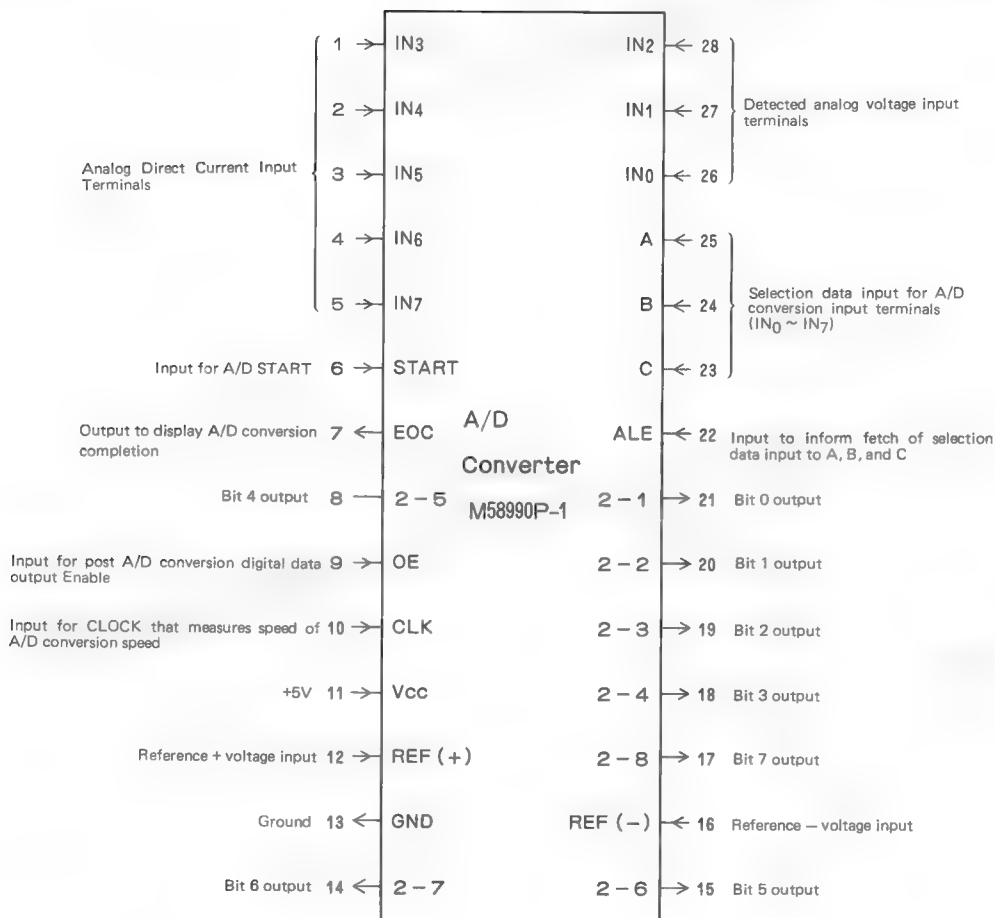 1 IN3 IN2 28
2 IN4 IN1 27
Detected analog voltage input
terminals
Analog Direct Current Input
Terminals
3 IN5 IN0 26
4 IN6 A 25
5 IN7 B 24
Selection data input for A/D
conversion input terminals
(IN0 ~ IN7)
Input for A/D START 6 START C 23
Output to display A/D conversion
completion
7 EOC A/D ALE 22
Input to inform fetch of selection
data input to A, B, and C
Converter
Bit 4 output 8 2-5 M58990P-1 2-1 21 Bit 0 output
Input for post A/D conversion digital data
output Enable
9 OE 2-2 20 Bit 1 output
Input for CLOCK that measures speed of
A/D conversion speed
10 CLK 2-3 19 Bit 2 output
+5V 11 Vcc 2-4 18 Bit 3 output
Reference + voltage input 12 REF (+) 2-8 17 Bit 7 output
Ground 13 GND REF (-) 16 Reference – voltage input
Bit 6 output 14 2-7 2-6 15 Bit 5 output